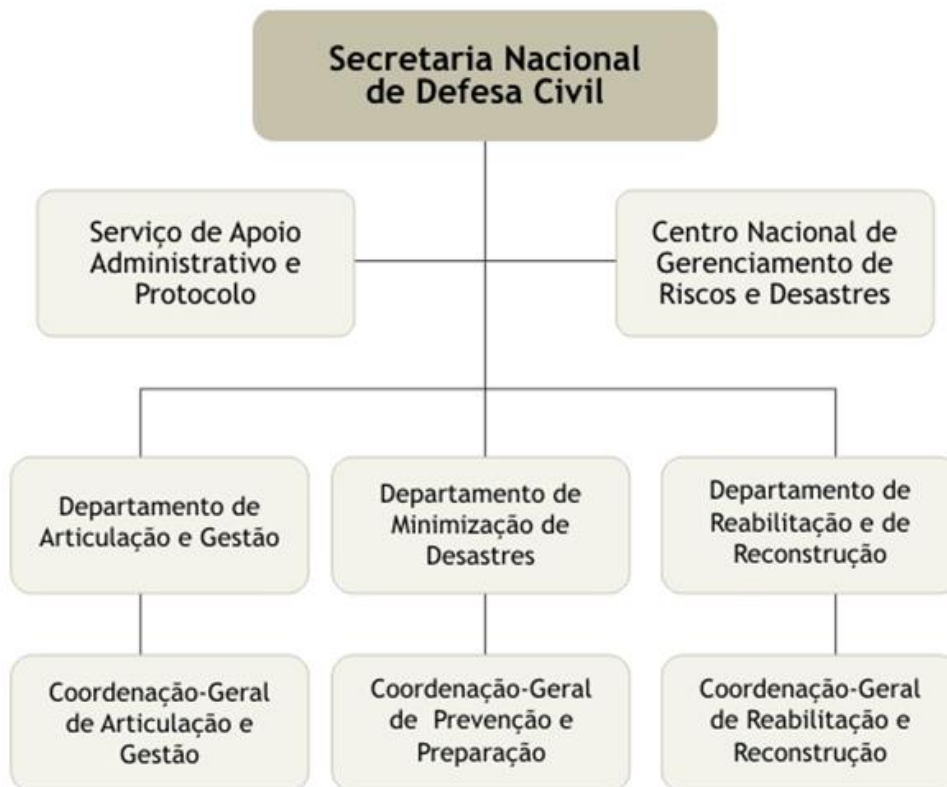 Secretaria Nacional
de Defesa Civil
Serviço de Apoio
Administrativo e
Protocolo
Centro Nacional de
Gerenciamento de
Riscos e Desastres
Departamento de
Articulação e Gestão
Departamento de
Minimização de
Desastres
Departamento de
Reabilitação e de
Reconstrução
Coordenação-Geral
de Articulação e
Gestão
Coordenação-Geral
de Prevenção e
Preparação
Coordenação-Geral
de Reabilitação e
Reconstrução